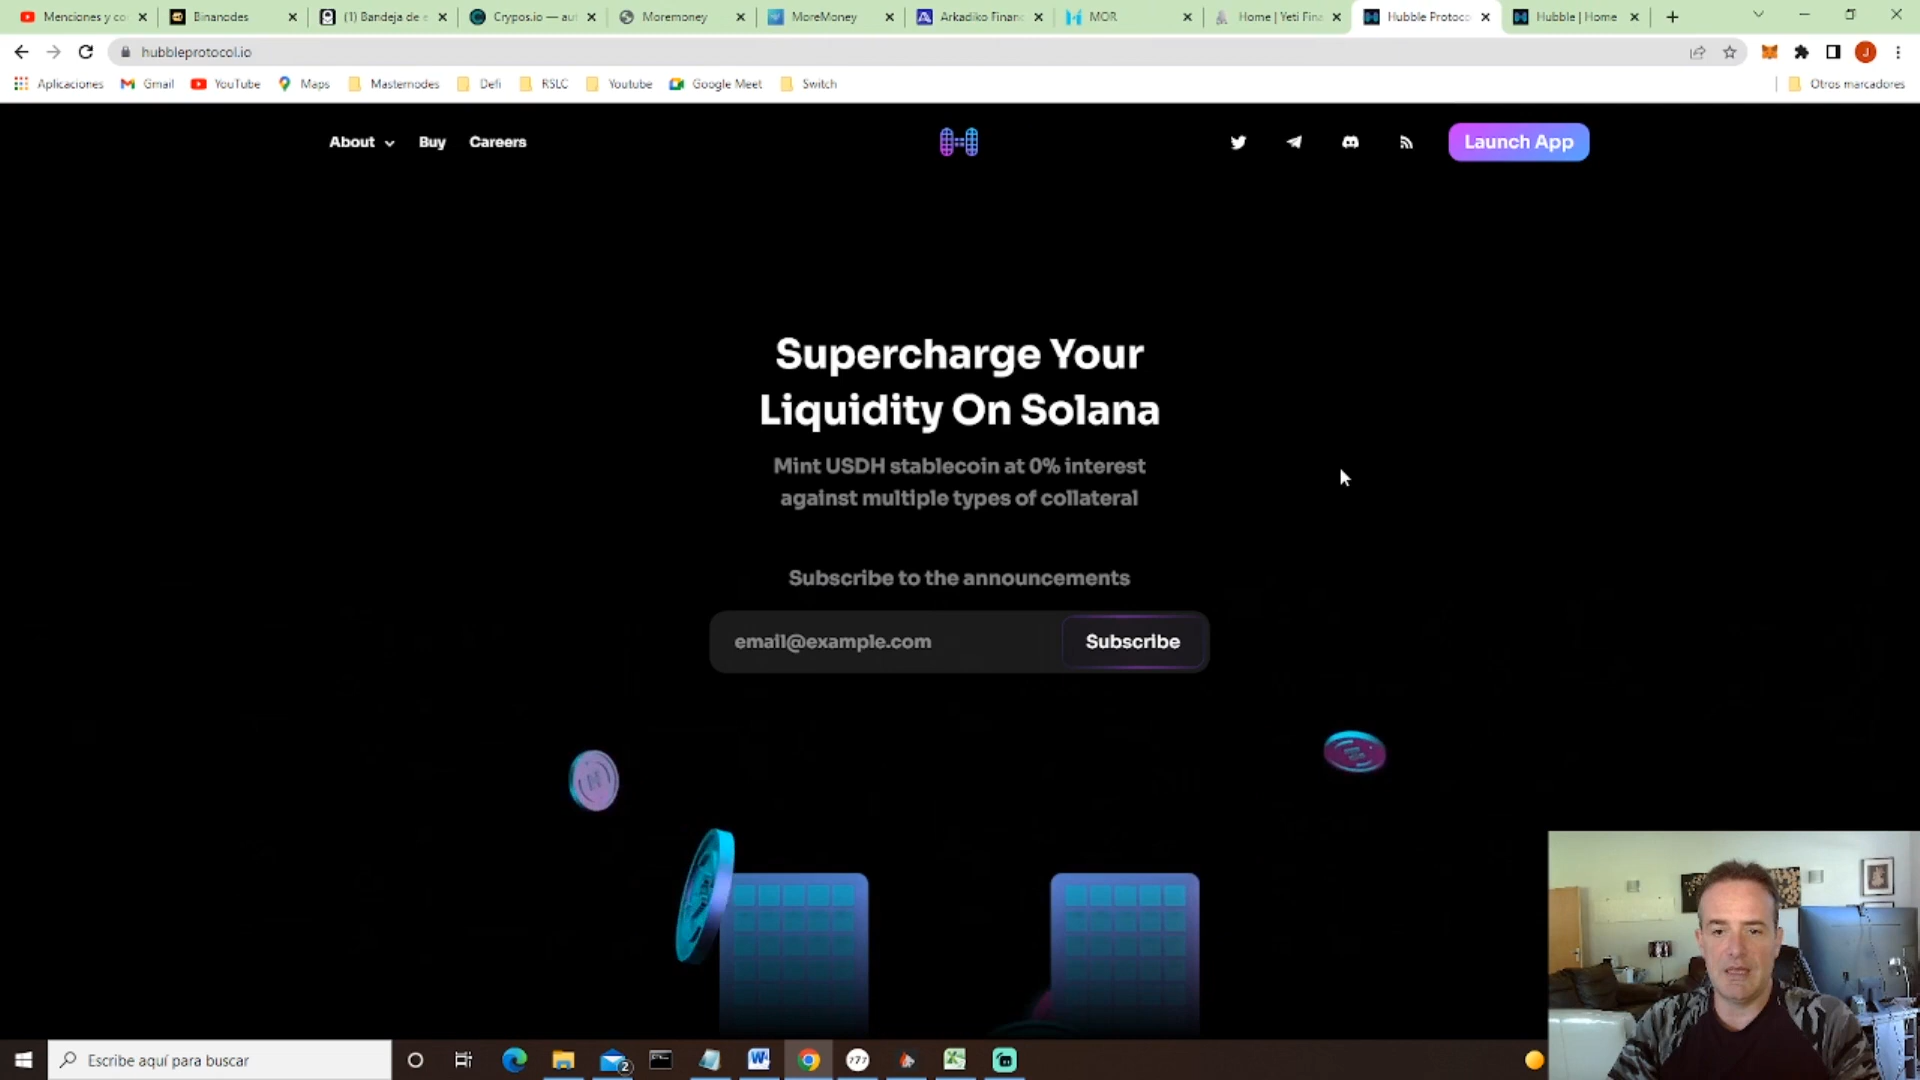 Menciones y co
Binanodes
(1) Bandeja de e
Crypos.io — aut
Moremoney
MoreMoney
Arkadiko Financ
MOR
Home | Yeti Fina
Hubble Protoco
Hubble | Home
hubbleprotocol.io
J
Aplicaciones
Gmail
YouTube
Maps
Masternodes
Defi
RSLC
Youtube
Google Meet
Switch
Otros marcadores
About
Buy
Careers
Launch App
Supercharge Your
Liquidity On Solana
Mint USDH stablecoin at 0% interest
against multiple types of collateral
Subscribe to the announcements
email@example.com
Subscribe
Escribe aquí para buscar
2
777